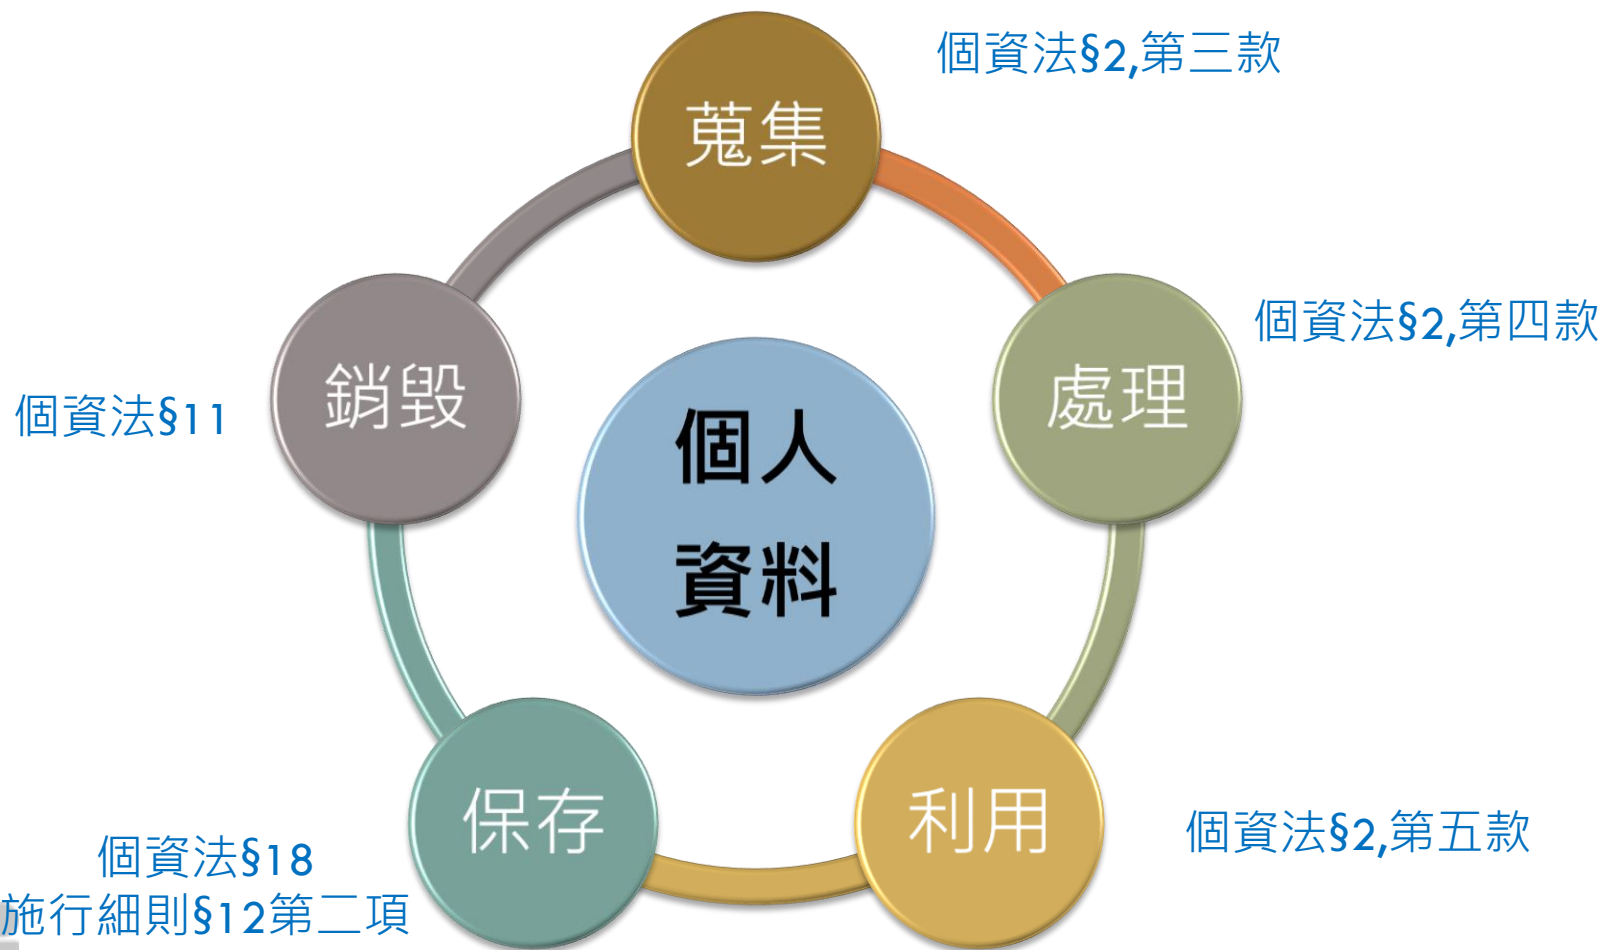 蒐集
個資法§2,第三款
處理
個資法§2,第四款
利用
個資法§2,第五款
保存
個資法§18
施行細則§12第二項
銷毀
個資法§11
個人
資料